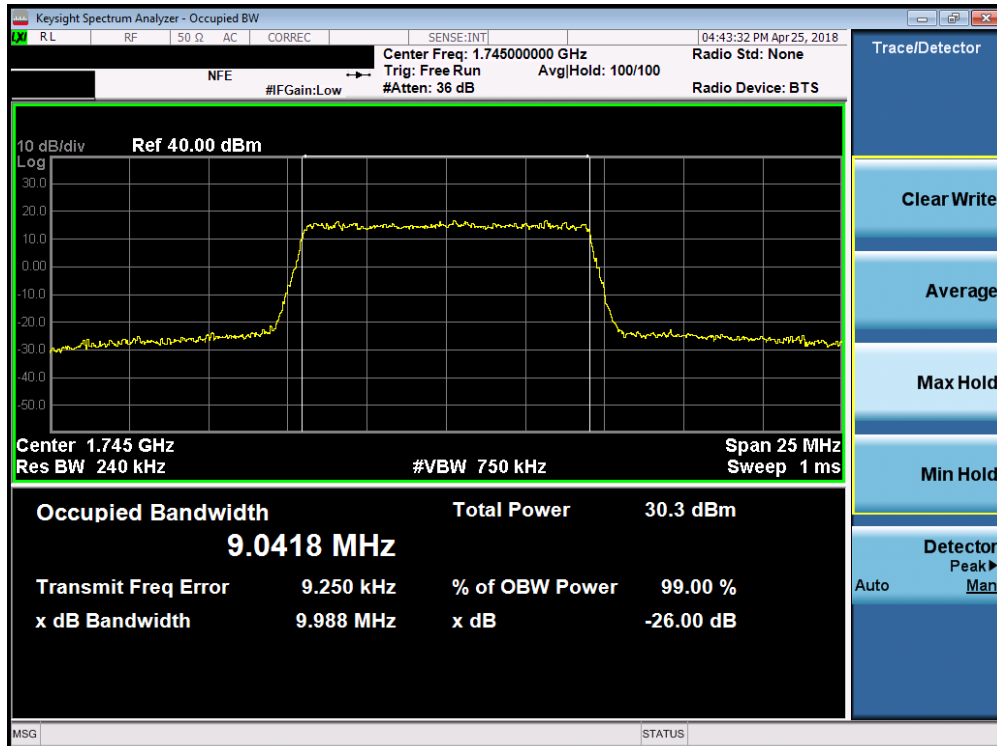 Keysight Spectrum Analyzer - Occupied BW
LXI RL RF 50 Ω AC CORREC SENSE:INT 04:43:32 PM Apr 25, 2018
Center Freq: 1.745000000 GHz Radio Std: None
NFE Trig: Free Run Avg|Hold: 100/100
#IFGain:Low #Atten: 36 dB Radio Device: BTS
10 dB/div Ref 40.00 dBm
Log
30.0
20.0
10.0
0.00
-10.0
-20.0
-30.0
-40.0
-50.0
Center 1.745 GHz Span 25 MHz
Res BW 240 kHz #VBW 750 kHz Sweep 1 ms
Occupied Bandwidth Total Power 30.3 dBm
9.0418 MHz
Transmit Freq Error 9.250 kHz % of OBW Power 99.00 %
x dB Bandwidth 9.988 MHz x dB -26.00 dB
MSG STATUS
Trace/Detector
Clear Write
Average
Max Hold
Min Hold
Detector
Peak▶
Auto Man